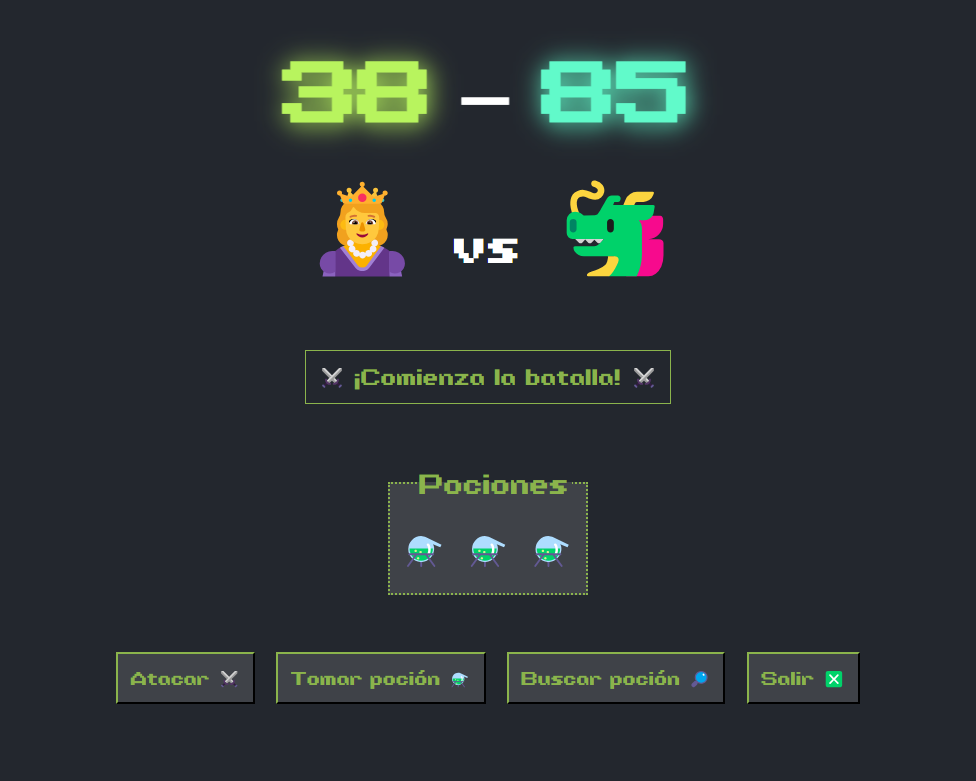 38 – 85
vs
¡Comienza la batalla!
Pociones
Atacar
Tomar poción
Buscar poción
Salir